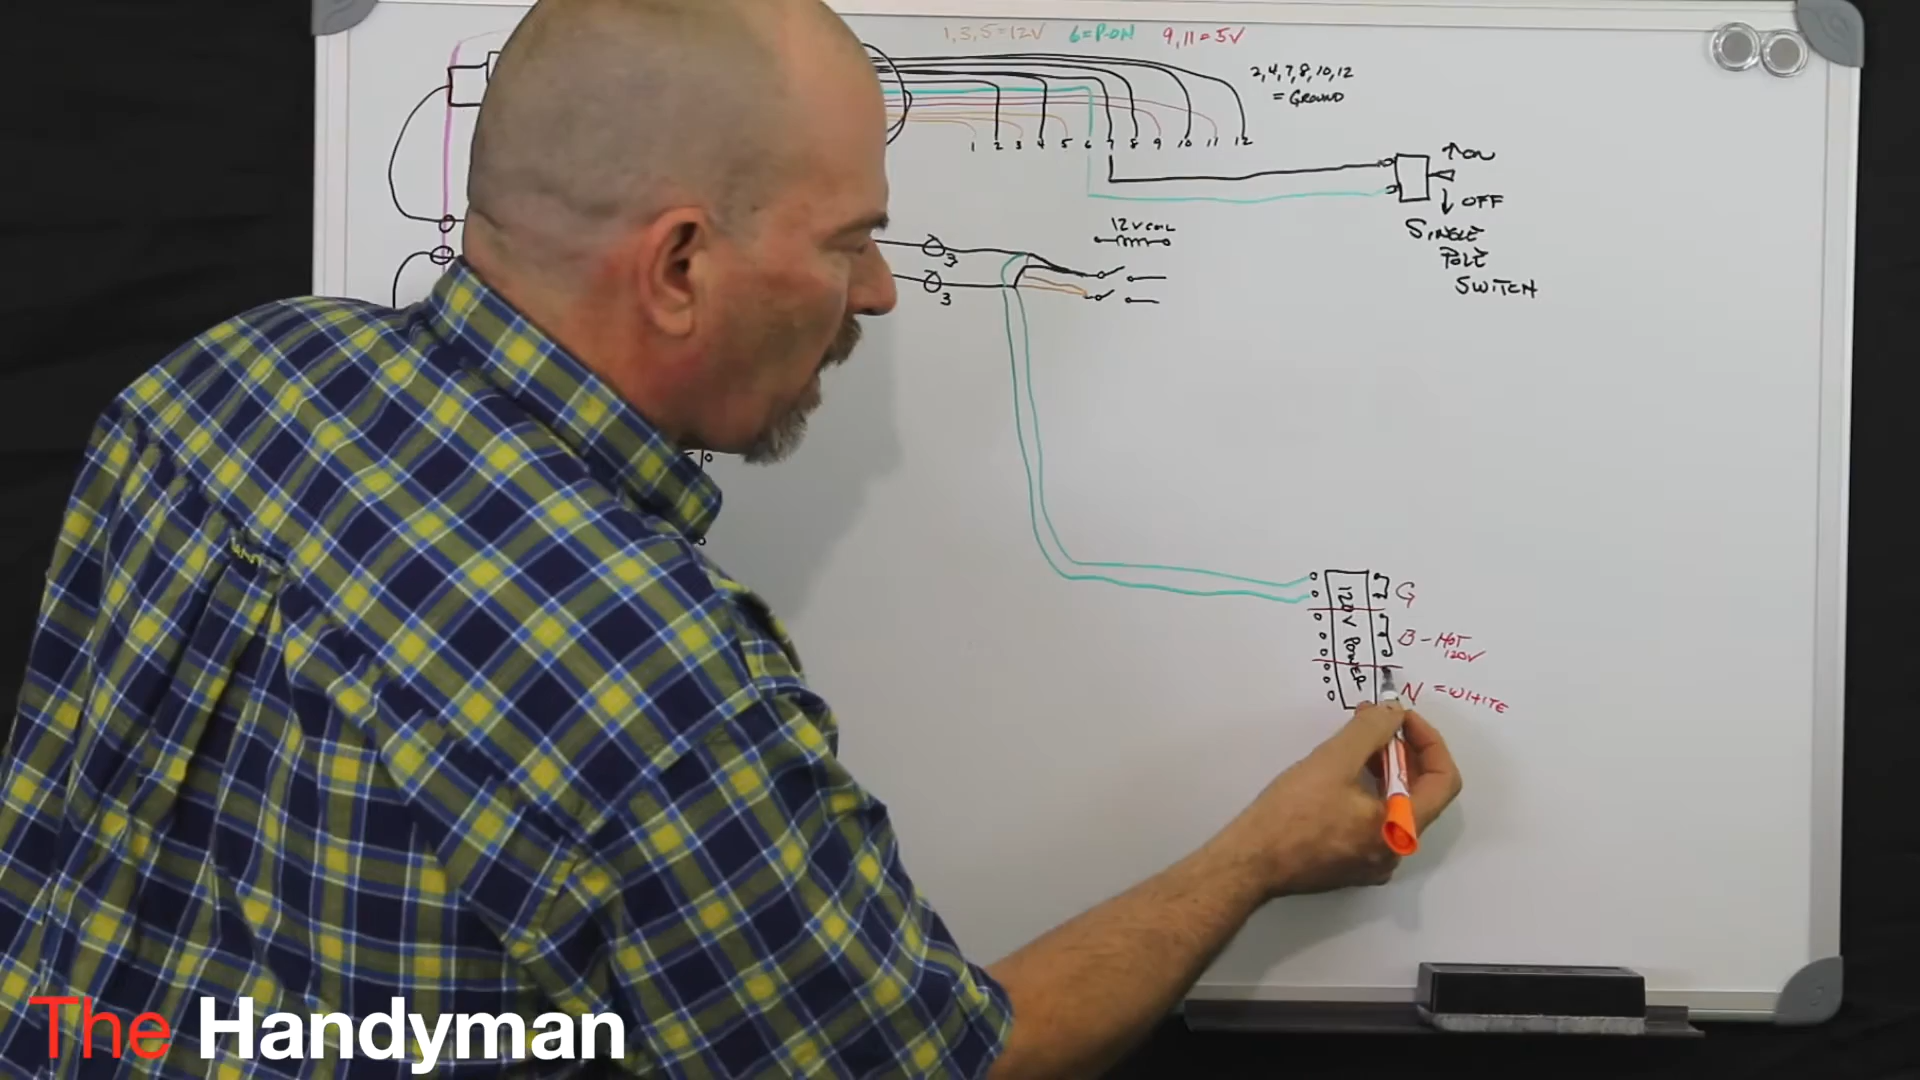 1,3,5=12V 6=P-ON 9,11=5V
2,4,7,8,10,12
= GROUND
1 2 3 4 5 6 7 8 9 10 11 12
↑ON
↓ OFF
SINGLE
POLE
SWITCH
12V COIL
3
3
120V POWER
G
B-HOT
120V
N =WHITE
The Handyman